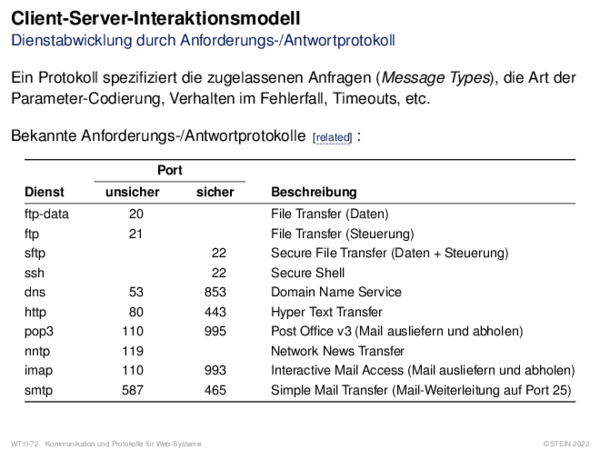 Client-Server-Interaktionsmodell
Dienstabwicklung durch Anforderungs-/Antwortprotokoll
Ein Protokoll spezifiziert die zugelassenen Anfragen (Message Types), die Art der
Parameter-Codierung, Verhalten im Fehlerfall, Timeouts, etc.
Bekannte Anforderungs-/Antwortprotokolle [related] :
Port
Dienst unsicher sicher Beschreibung
ftp-data 20 File Transfer (Daten)
ftp 21 File Transfer (Steuerung)
sftp 22 Secure File Transfer (Daten + Steuerung)
ssh 22 Secure Shell
dns 53 853 Domain Name Service
http 80 443 Hyper Text Transfer
pop3 110 995 Post Office v3 (Mail ausliefern und abholen)
nntp 119 Network News Transfer
imap 110 993 Interactive Mail Access (Mail ausliefern und abholen)
smtp 587 465 Simple Mail Transfer (Mail-Weiterleitung auf Port 25)
WT:II-72 Kommunikation und Protokolle für Web-Systeme ©STEIN 2022